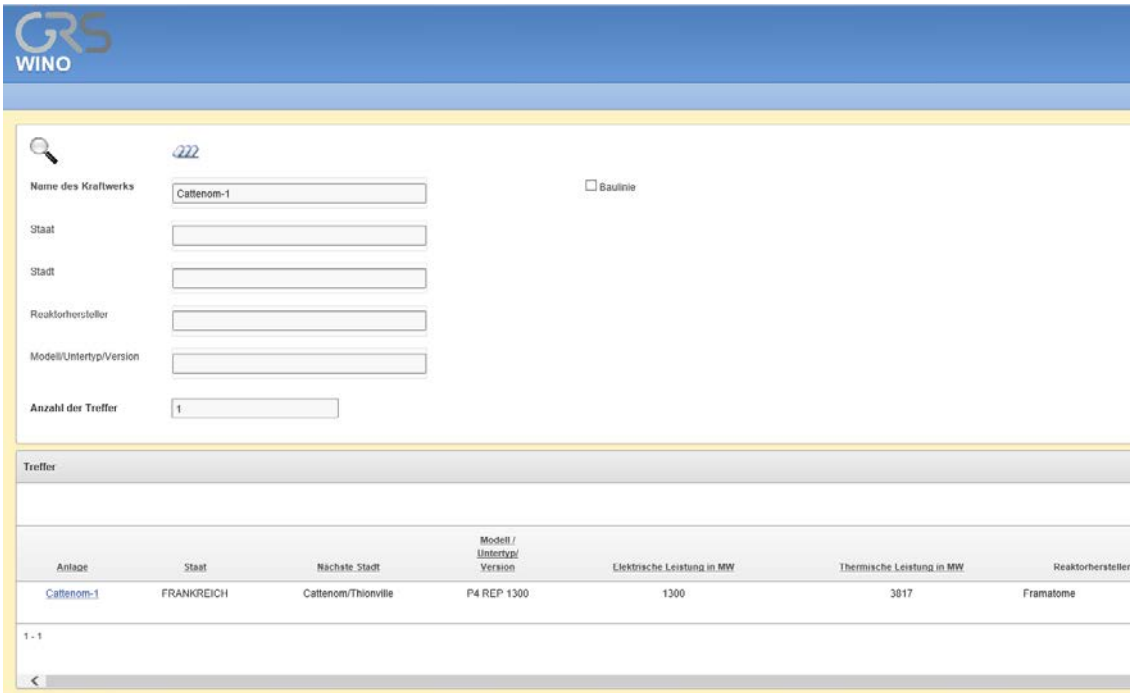 GRS
WINO
Name des Kraftwerks Cattenom-1 Baulinie
Staat
Stadt
Reaktorhersteller
Modell/Untertyp/Version
Anzahl der Treffer 1
Treffer
Modell /
Untertyp/
Anlage Staat Nächste Stadt Version Elektrische Leistung in MW Thermische Leistung in MW Reaktorhersteller
Cattenom-1 FRANKREICH Cattenom/Thionville P4 REP 1300 1300 3817 Framatome
1 - 1